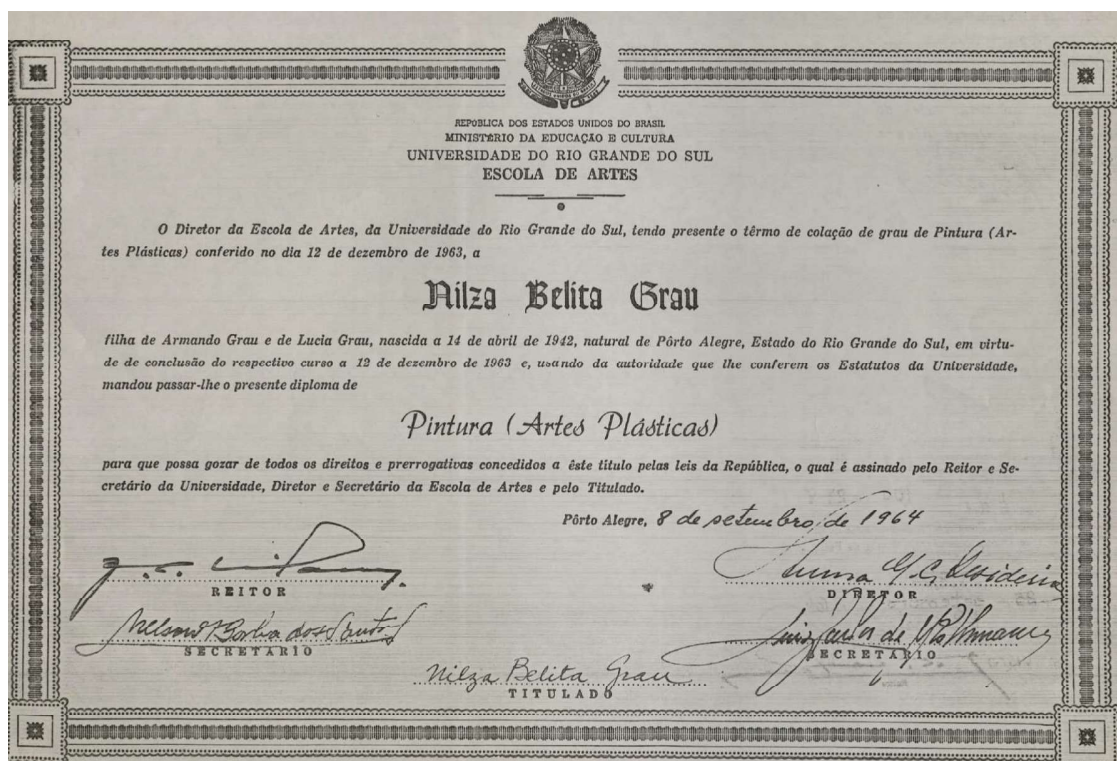 REPÚBLICA DOS ESTADOS UNIDOS DO BRASIL
MINISTÉRIO DA EDUCAÇÃO E CULTURA
UNIVERSIDADE DO RIO GRANDE DO SUL
ESCOLA DE ARTES
O Diretor da Escola de Artes, da Universidade do Rio Grande do Sul, tendo presente o têrmo de colação de grau de Pintura (Ar-
tes Plásticas) conferido no dia 12 de dezembro de 1963, a
Nilza Belita Grau
filha de Armando Grau e de Lucia Grau, nascida a 14 de abril de 1942, natural de Pôrto Alegre, Estado do Rio Grande do Sul, em virtu-
de de conclusão do respectivo curso a 12 de dezembro de 1963 e, usando da autoridade que lhe conferem os Estatutos da Universidade,
mandou passar-lhe o presente diploma de
Pintura (Artes Plásticas)
para que possa gozar de todos os direitos e prerrogativas concedidos a êste título pelas leis da República, o qual é assinado pelo Reitor e Se-
cretário da Universidade, Diretor e Secretário da Escola de Artes e pelo Titulado.
Pôrto Alegre, 8 de setembro de 1964
REITOR
DIRETOR
Nelson Borba dos Santos
SECRETÁRIO
Luiz Carlos de
SECRETÁRIO
Nilza Belita Grau
TITULADO